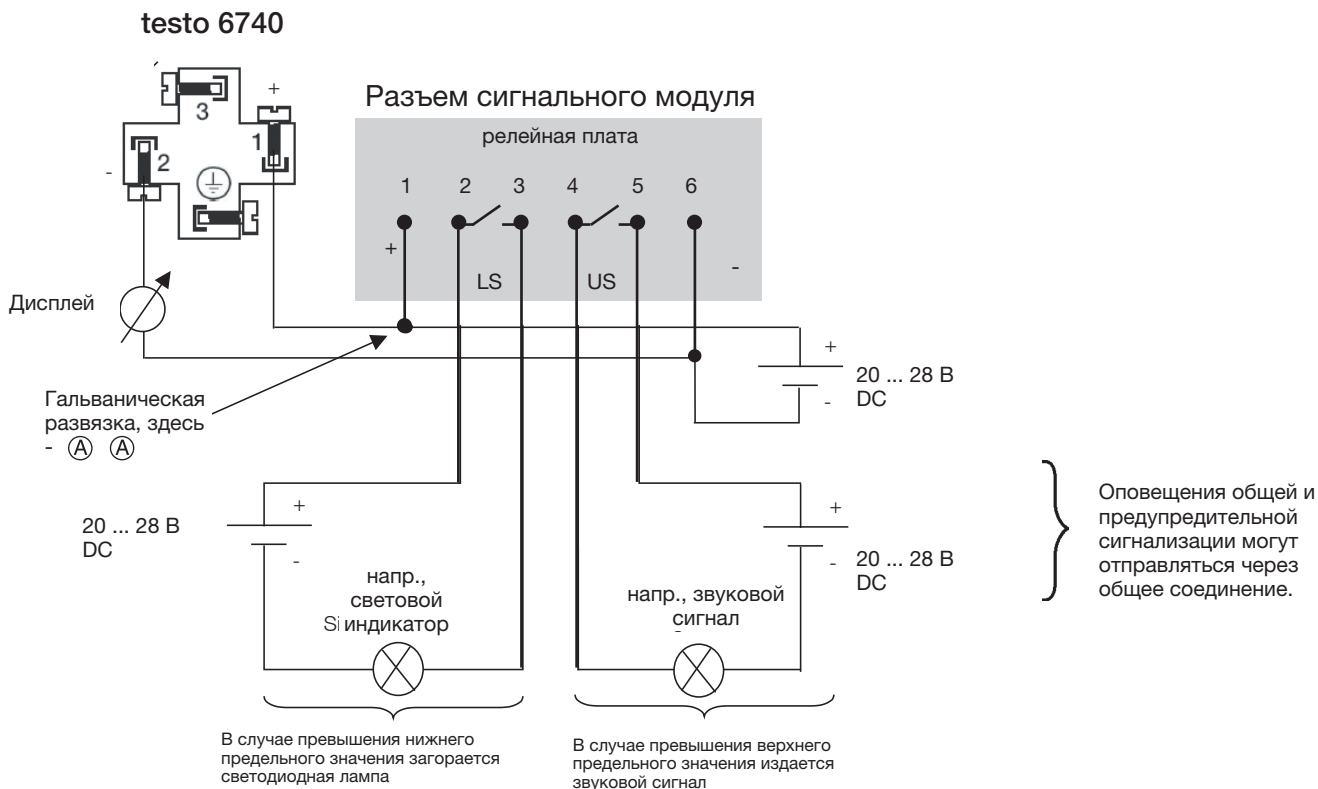 testo 6740
3
+
1
2
-
Разъем сигнального модуля
релейная плата
1 2 3 4 5 6
+
LS US
-
Дисплей
Гальваническая
развязка, здесь
- Ⓐ Ⓐ
+
20 ... 28 В
DC
-
20 ... 28 В
DC
+
-
напр.,
световой
Si индикатор
+
20 ... 28 В
DC
-
напр., звуковой
сигнал
Оповещения общей и
предупредительной
сигнализации могут
отправляться через
общее соединение.
В случае превышения нижнего
предельного значения загорается
светодиодная лампа
В случае превышения верхнего
предельного значения издается
звуковой сигнал